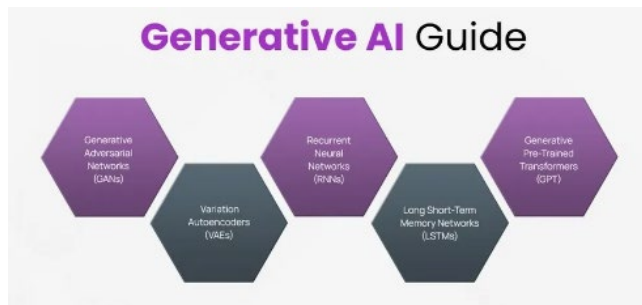 Generative AI Guide
Generative
Adversarial
Networks
(GANs)
Variation
Autoencoders
(VAEs)
Recurrent
Neural
Networks
(RNNs)
Long Short-Term
Memory Networks
(LSTMs)
Generative
Pre-Trained
Transformers
(GPT)